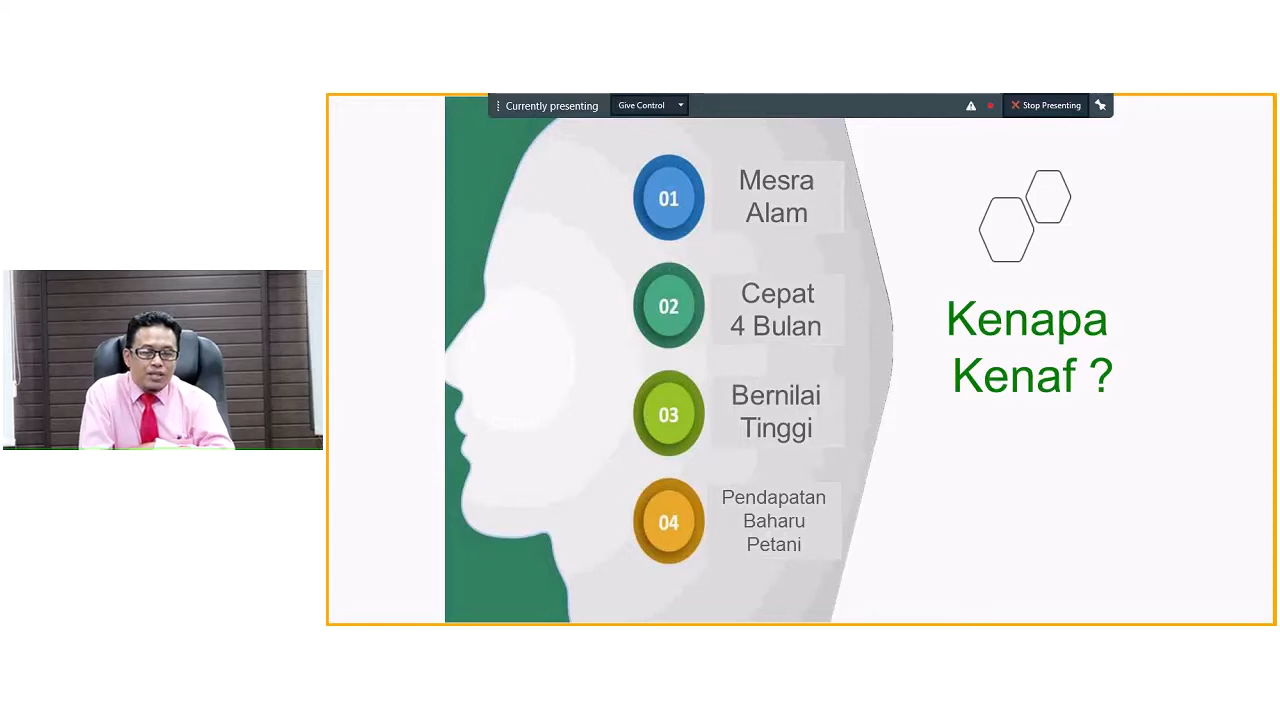 Currently presenting
Give Control
Stop Presenting
01
Mesra
Alam
02
Cepat
4 Bulan
03
Bernilai
Tinggi
04
Pendapatan
Baharu
Petani
Kenapa
Kenaf ?